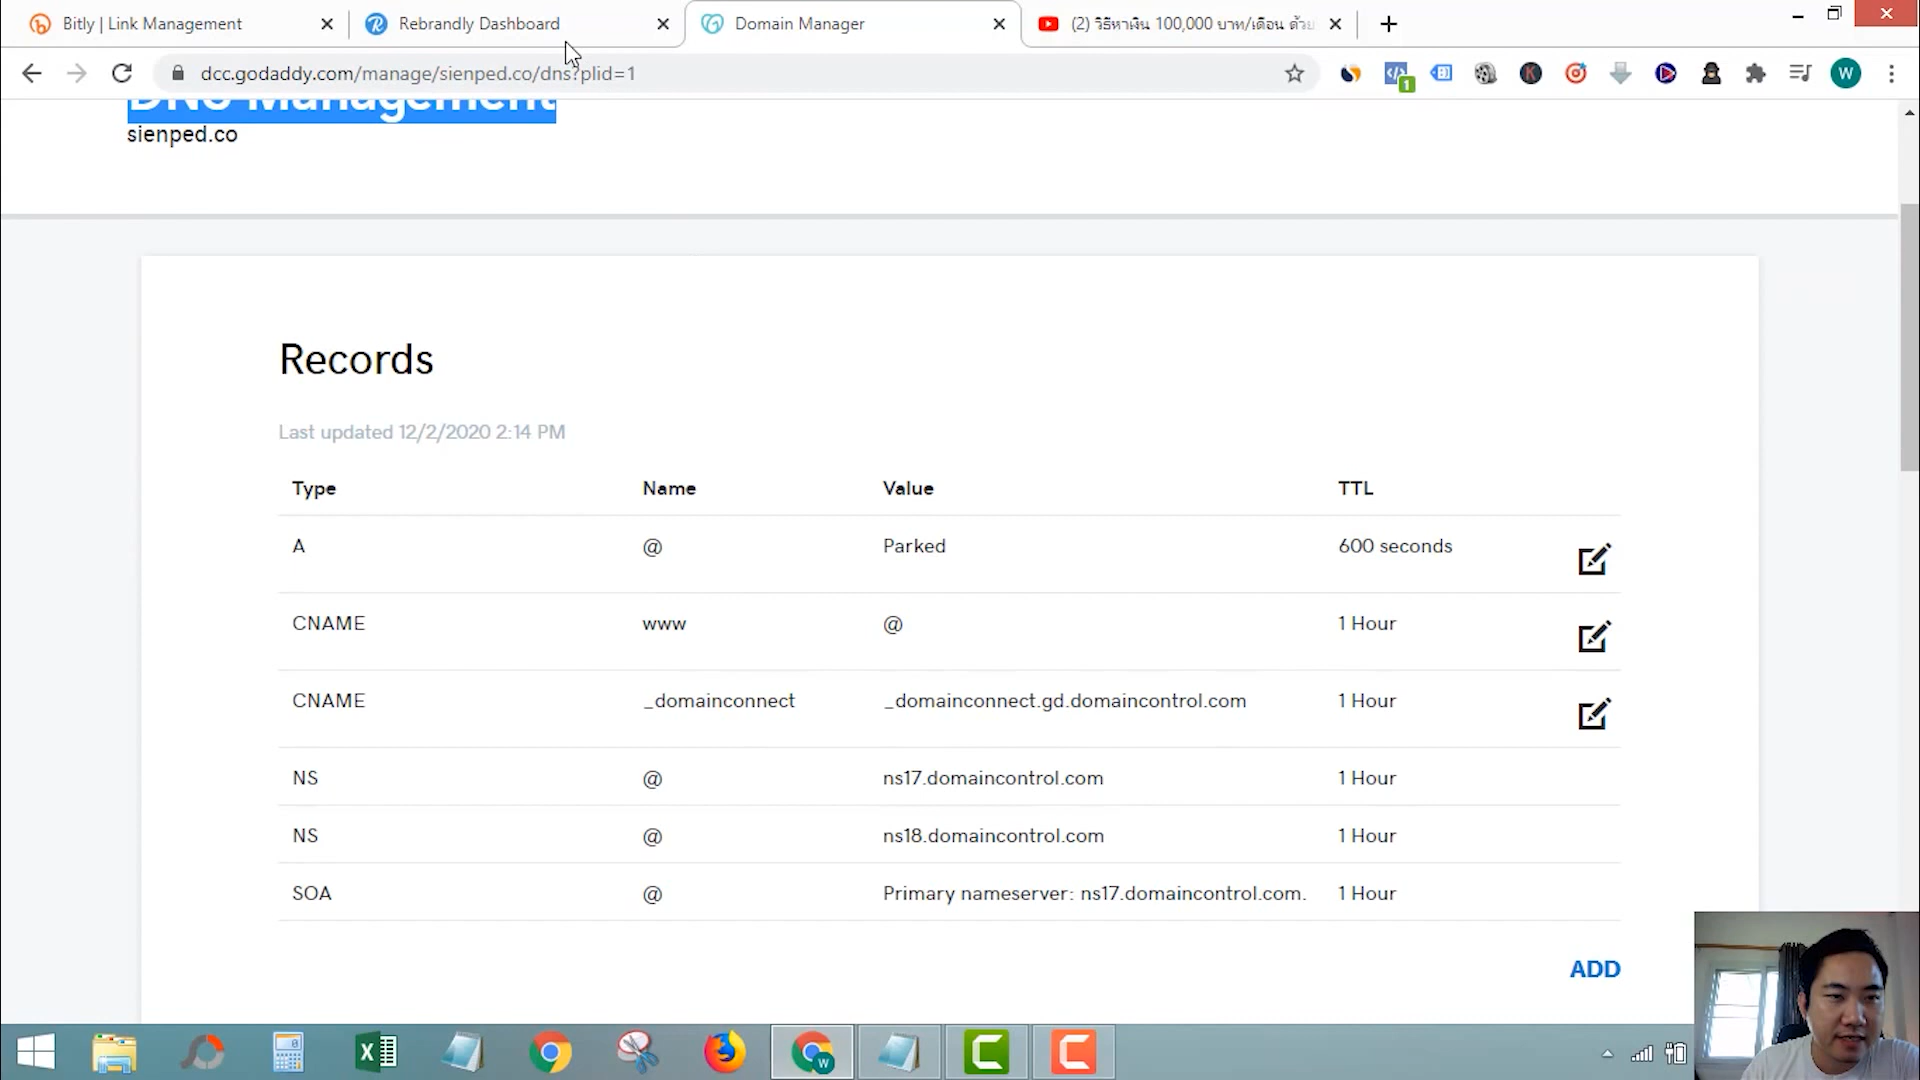 Bitly | Link Management
Rebrandly Dashboard
Domain Manager
(2) วิธีหาเงิน 100,000 บาท/เดือน ด้วย
dcc.godaddy.com/manage/sienped.co/dns?plid=1
1
W
DNS Management
sienped.co
Records
Last updated 12/2/2020 2:14 PM
Type Name Value TTL
A @ Parked 600 seconds
CNAME www @ 1 Hour
CNAME _domainconnect _domainconnect.gd.domaincontrol.com 1 Hour
NS @ ns17.domaincontrol.com 1 Hour
NS @ ns18.domaincontrol.com 1 Hour
SOA @ Primary nameserver: ns17.domaincontrol.com. 1 Hour
ADD